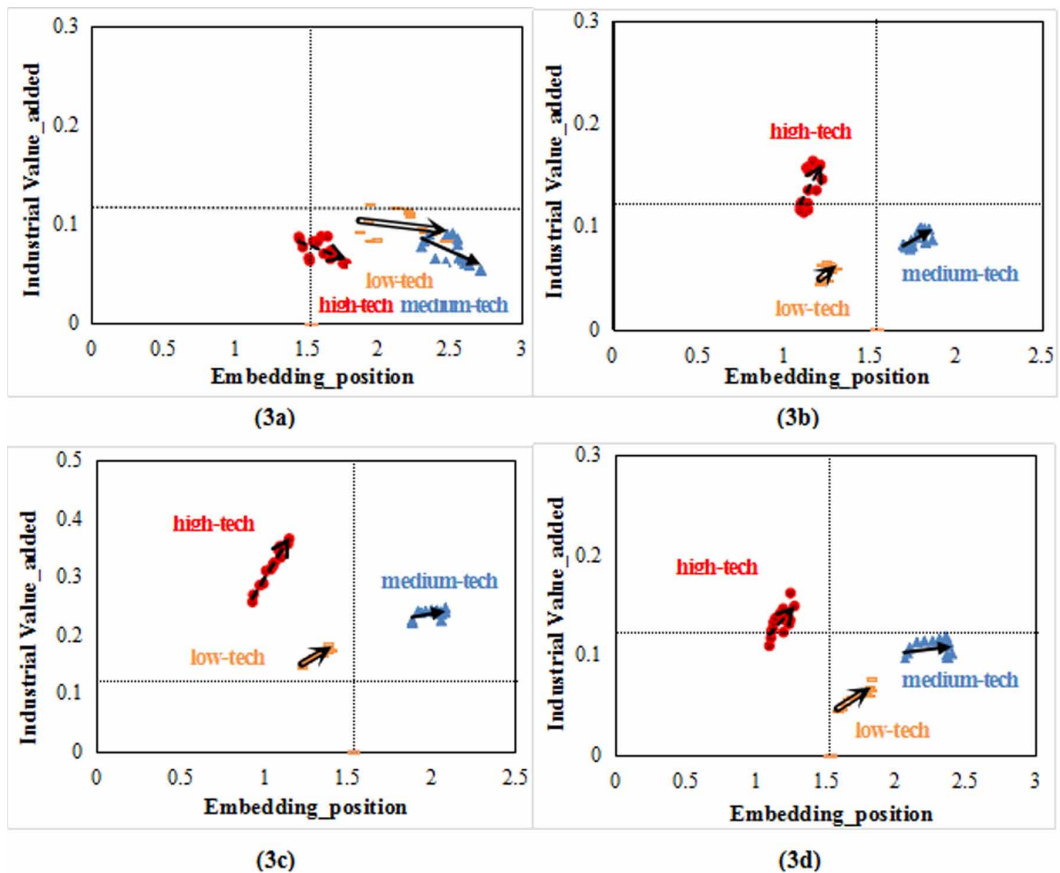 0.3
0.2
0.1
0
Industrial Value_added
low-tech
high-tech medium-tech
0 0.5 1 1.5 2 2.5 3
Embedding_position
(3a)
0.3
0.2
0.1
0
Industrial Value_added
high-tech
medium-tech
low-tech
0 0.5 1 1.5 2 2.5
Embedding_position
(3b)
0.5
0.4
0.3
0.2
0.1
0
Industrial Value_added
high-tech
medium-tech
low-tech
0 0.5 1 1.5 2 2.5
Embedding_position
(3c)
0.3
0.2
0.1
0
Industrial Value_added
high-tech
medium-tech
low-tech
0 0.5 1 1.5 2 2.5 3
Embedding_position
(3d)